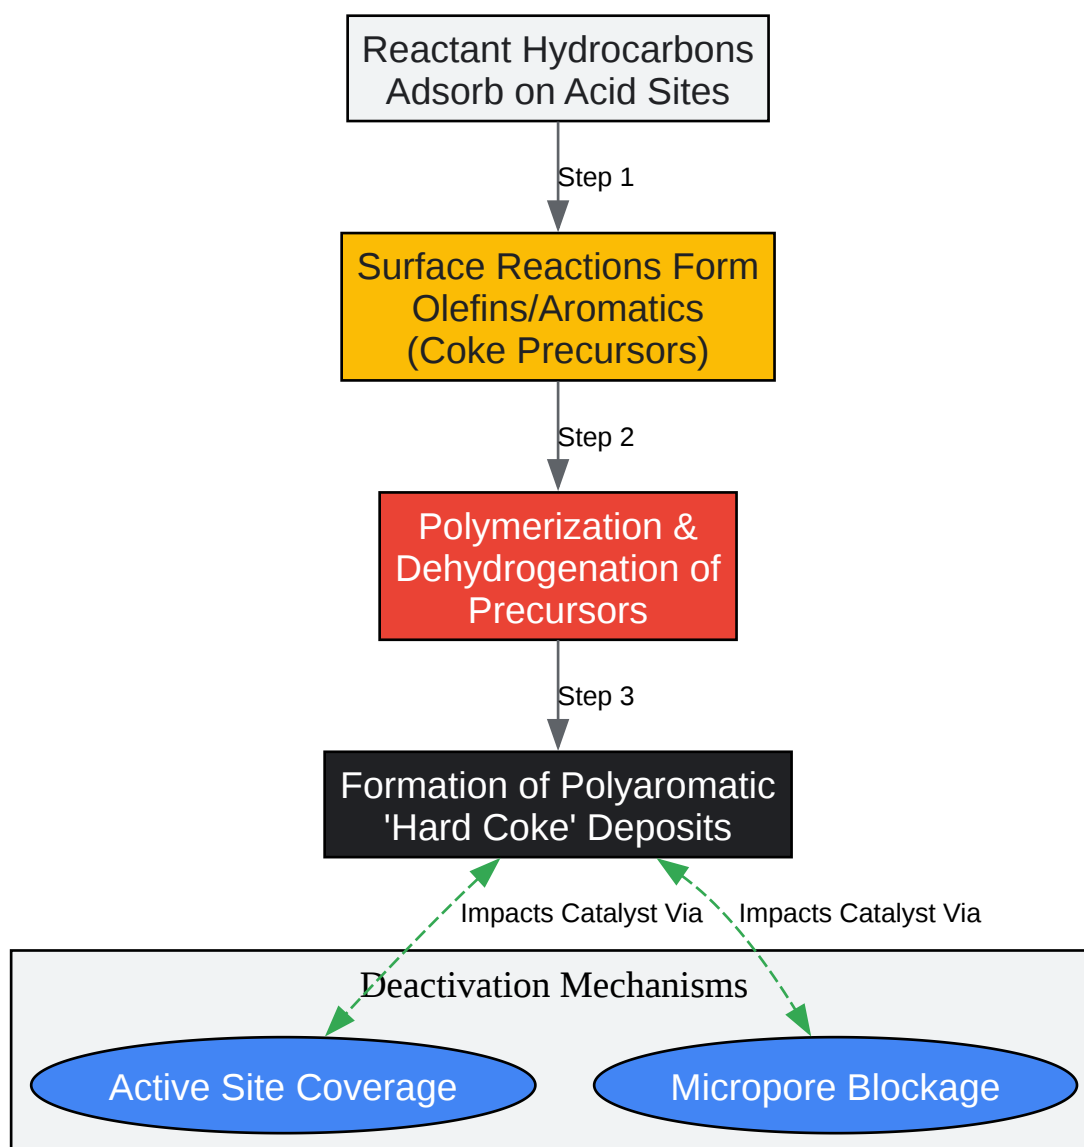 Reactant Hydrocarbons
Adsorb on Acid Sites
Step 1
Surface Reactions Form
Olefins/Aromatics
(Coke Precursors)
Step 2
Polymerization &
Dehydrogenation of
Precursors
Step 3
Formation of Polyaromatic
'Hard Coke' Deposits
Impacts Catalyst Via
Impacts Catalyst Via
Deactivation Mechanisms
Active Site Coverage
Micropore Blockage